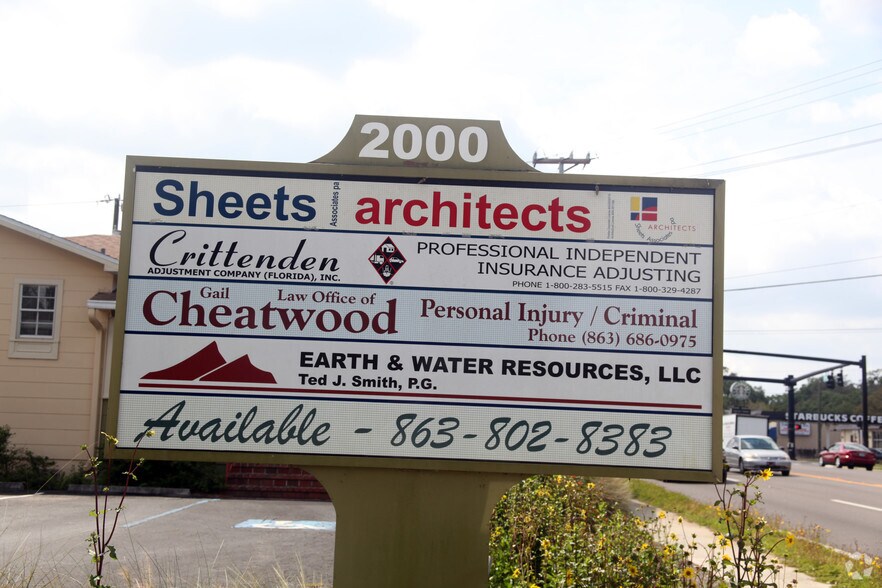 2000
Sheets Associates pa architects
ARCHITECTS
Crittenden
ADJUSTMENT COMPANY (FLORIDA), INC.
PROFESSIONAL INDEPENDENT
INSURANCE ADJUSTING
PHONE 1-800-283-5515 FAX 1-800-329-4287
Gail Law Office of
Cheatwood
Personal Injury / Criminal
Phone (863) 686-0975
EARTH & WATER RESOURCES, LLC
Ted J. Smith, P.G.
Available - 863-802-8383
STARBUCKS COFFEE